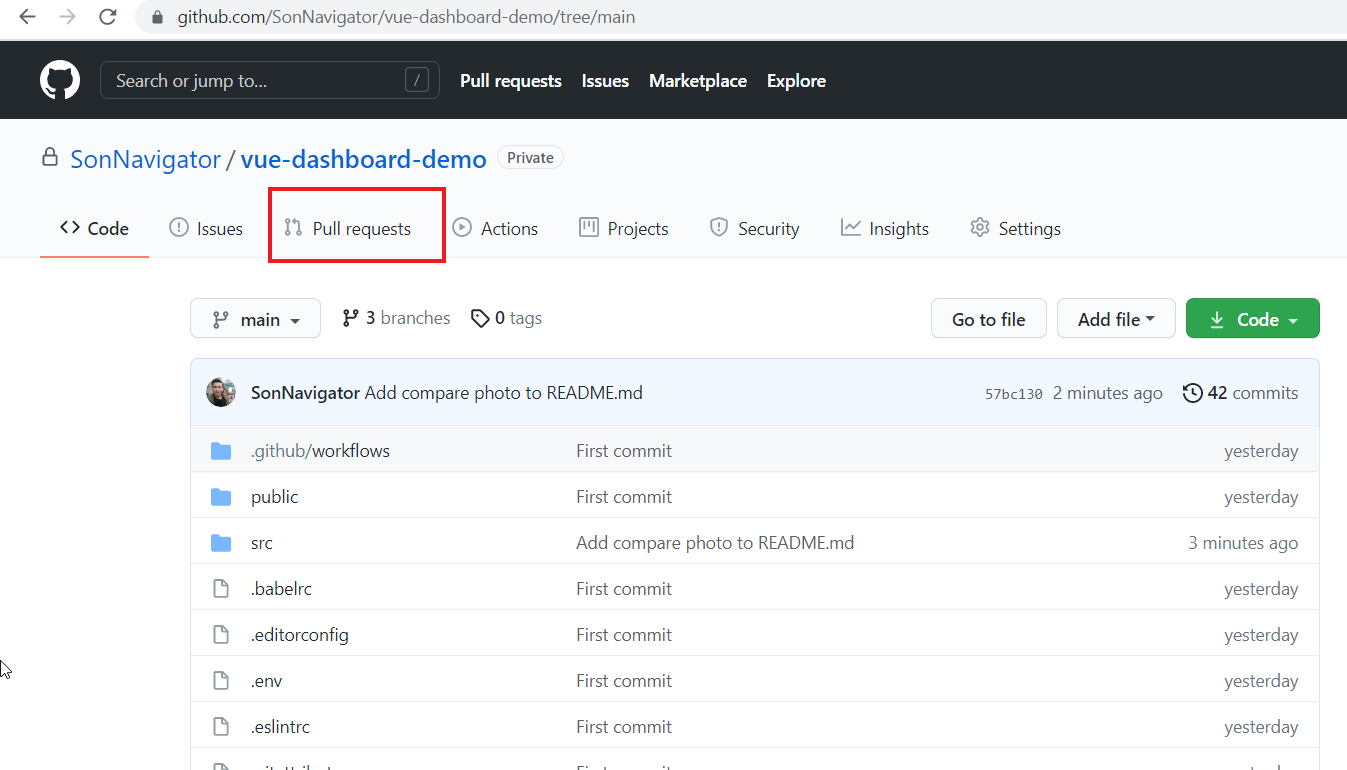 github.com/SonNavigator/vue-dashboard-demo/tree/main
Search or jump to... / Pull requests Issues Marketplace Explore
SonNavigator / vue-dashboard-demo Private
Code Issues Pull requests Actions Projects Security Insights Settings
main 3 branches 0 tags Go to file Add file Code
SonNavigator Add compare photo to README.md 57bc130 2 minutes ago 42 commits
.github/workflows First commit yesterday
public First commit yesterday
src Add compare photo to README.md 3 minutes ago
.babelrc First commit yesterday
.editorconfig First commit yesterday
.env First commit yesterday
.eslintrc First commit yesterday